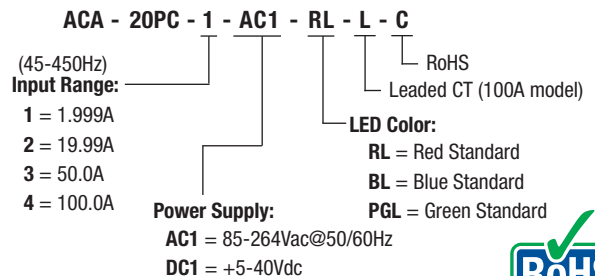 ACA - 20PC - 1 - AC1 - RL - L - C
RoHS
Leaded CT (100A model)
(45-450Hz)
Input Range:
1 = 1.999A
2 = 19.99A
3 = 50.0A
4 = 100.0A
LED Color:
RL = Red Standard
BL = Blue Standard
PGL = Green Standard
Power Supply:
AC1 = 85-264Vac@50/60Hz
DC1 = +5-40Vdc
RoHS